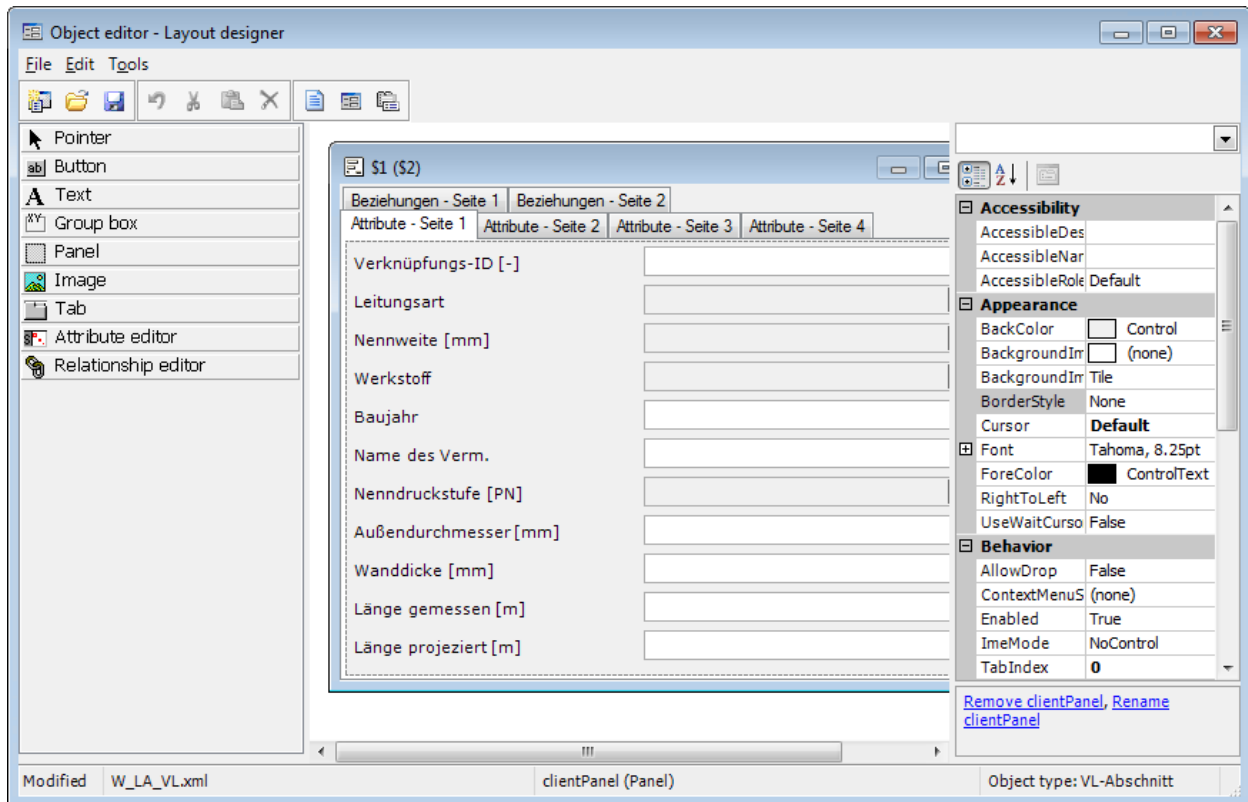 Object editor - Layout designer
File Edit Tools
Pointer
Button
Text
Group box
Panel
Image
Tab
Attribute editor
Relationship editor
$1 ($2)
Beziehungen - Seite 1 Beziehungen - Seite 2
Attribute - Seite 1 Attribute - Seite 2 Attribute - Seite 3 Attribute - Seite 4
Verknüpfungs-ID [-]
Leitungsart
Nennweite [mm]
Werkstoff
Baujahr
Name des Verm.
Nenndruckstufe [PN]
Außendurchmesser [mm]
Wanddicke [mm]
Länge gemessen [m]
Länge projeziert [m]
Accessibility
AccessibleDes
AccessibleNar
AccessibleRole Default
Appearance
BackColor Control
BackgroundIm (none)
BackgroundIm Tile
BorderStyle None
Cursor Default
Font Tahoma, 8.25pt
ForeColor ControlText
RightToLeft No
UseWaitCurso False
Behavior
AllowDrop False
ContextMenuS (none)
Enabled True
ImeMode NoControl
TabIndex 0
Remove clientPanel, Rename
clientPanel
Modified W_LA_VL.xml clientPanel (Panel) Object type: VL-Abschnitt